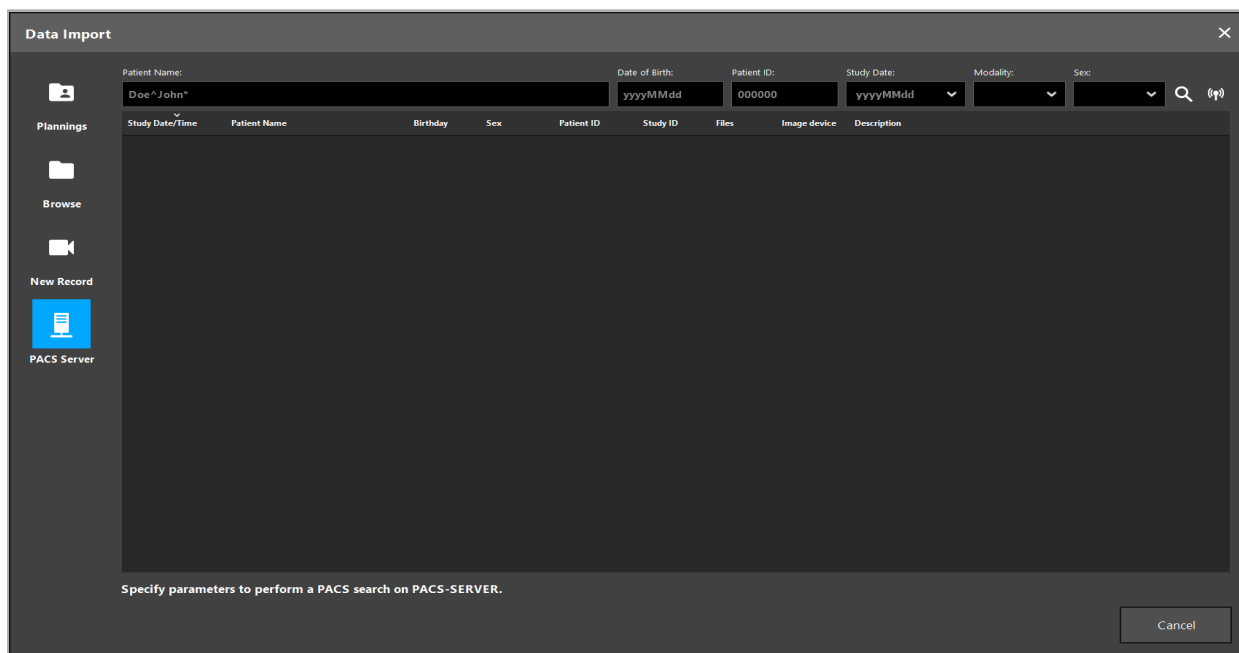 Data Import
Patient Name: Date of Birth: Patient ID: Study Date: Modality: Sex:
Doe^John* yyyyMMdd 000000 yyyyMMdd
Plannings
Study Date/Time Patient Name Birthday Sex Patient ID Study ID Files Image device Description
Browse
New Record
PACS Server
Specify parameters to perform a PACS search on PACS-SERVER.
Cancel